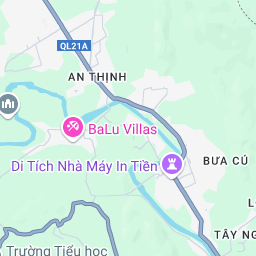 QL21A
AN THỊNH
BaLu Villas
Di Tích Nhà Máy In Tiền
BƯA CÚ
L
TÂY NG
Trường Tiểu học